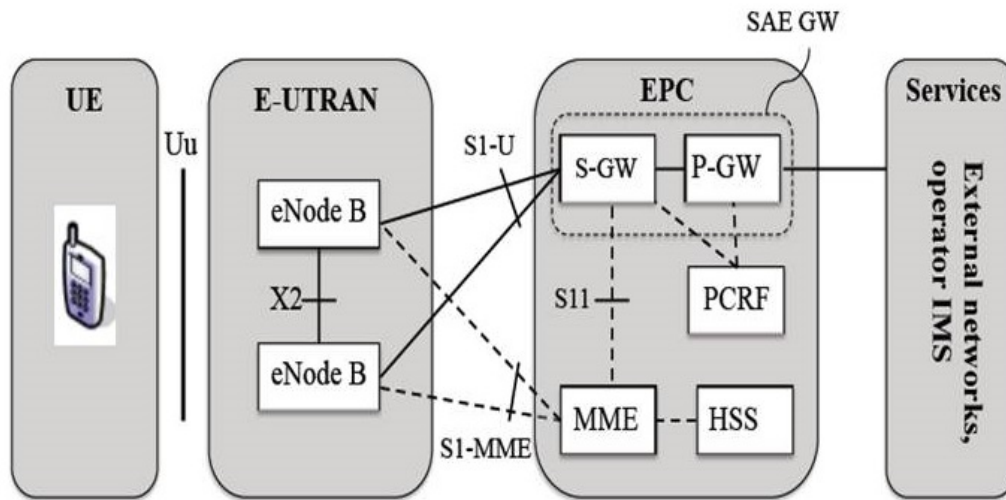 SAE GW
UE
E-UTRAN
EPC
Services
Uu
S1-U
S-GW
P-GW
eNode B
X2
S11
PCRF
eNode B
MME
HSS
S1-MME
External networks,
operator IMS